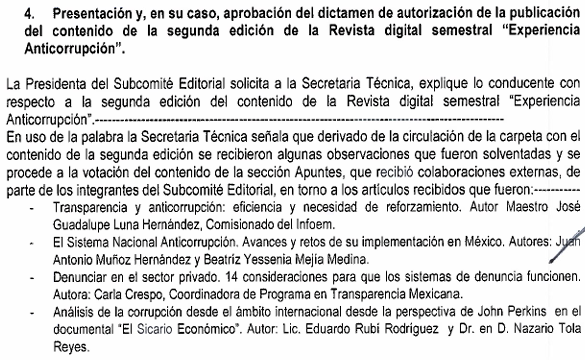 4. Presentación y, en su caso, aprobación del dictamen de autorización de la publicación
del contenido de la segunda edición de la Revista digital semestral “Experiencia
Anticorrupción”.
La Presidenta del Subcomité Editorial solicita a la Secretaria Técnica, explique lo conducente con
respecto a la segunda edición del contenido de la Revista digital semestral “Experiencia
Anticorrupción”.----------------------------------------------------------------------
En uso de la palabra la Secretaria Técnica señala que derivado de la circulación de la carpeta con el
contenido de la segunda edición se recibieron algunas observaciones que fueron solventadas y se
procede a la votación del contenido de la sección Apuntes, que recibió colaboraciones externas, de
parte de los integrantes del Subcomité Editorial, en torno a los artículos recibidos que fueron:-----------
- Transparencia y anticorrupción: eficiencia y necesidad de reforzamiento. Autor Maestro José
Guadalupe Luna Hernández, Comisionado del Infoem.
- El Sistema Nacional Anticorrupción. Avances y retos de su implementación en México. Autores: Juan
Antonio Muñoz Hernández y Beatríz Yessenia Mejía Medina.
- Denunciar en el sector privado. 14 consideraciones para que los sistemas de denuncia funcionen.
Autora: Carla Crespo, Coordinadora de Programa en Transparencia Mexicana.
- Análisis de la corrupción desde el ámbito internacional desde la perspectiva de John Perkins en el
documental “El Sicario Económico”. Autor: Lic. Eduardo Rubí Rodríguez y Dr. en D. Nazario Tola
Reyes.